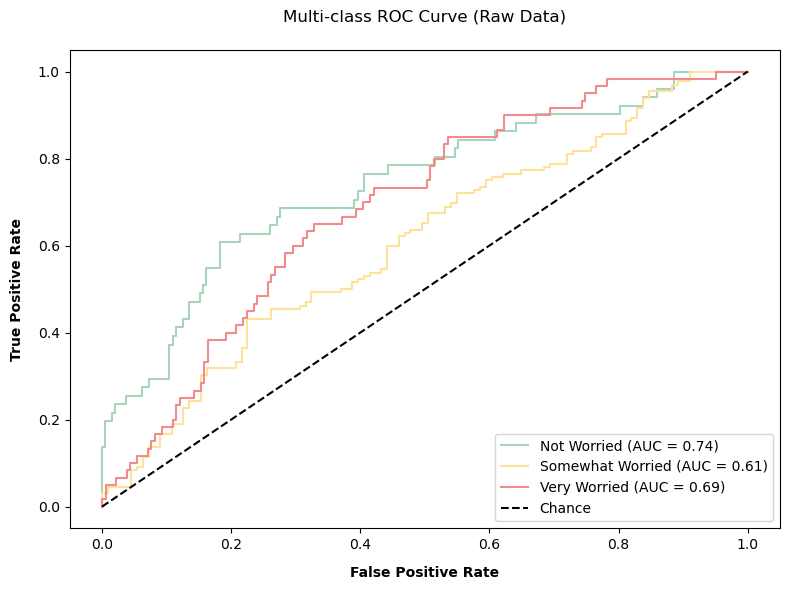 Multi-class ROC Curve (Raw Data)
True Positive Rate
1.0
0.8
0.6
0.4
0.2
0.0
Not Worried (AUC = 0.74)
Somewhat Worried (AUC = 0.61)
Very Worried (AUC = 0.69)
Chance
0.0 0.2 0.4 0.6 0.8 1.0
False Positive Rate